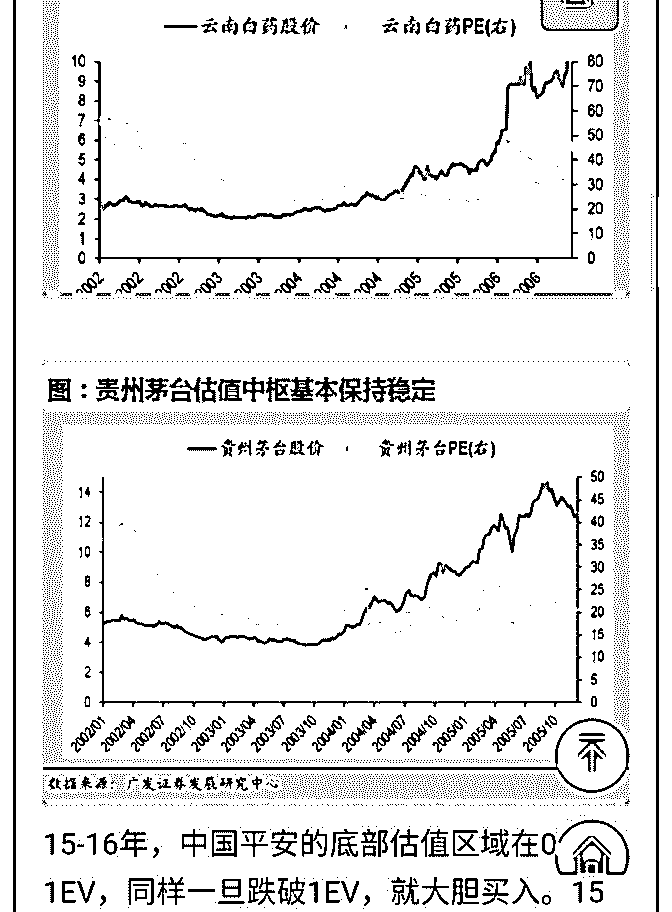 云南白药股价 云南白药PE(右)
10 80
9 70
8 60
7 50
6 40
5 30
4 20
3 10
2 0
1
0
2002 2002 2002 2003 2003 2004 2004 2004 2005 2005 2006 2006
图：贵州茅台估值中枢基本保持稳定
贵州茅台股价 贵州茅台PE(右)
14 50
12 45
10 40
8 35
6 30
4 25
2 20
0 15
10
5
0
2002/01 2002/04 2002/07 2002/10 2003/01 2003/04 2003/07 2003/10 2004/01 2004/04 2004/07 2004/10 2005/01 2005/04 2005/07 2005/10
数据来源：广发证券发展研究中心
15-16年，中国平安的底部估值区域在0
1EV，同样一旦跌破1EV，就大胆买入。15